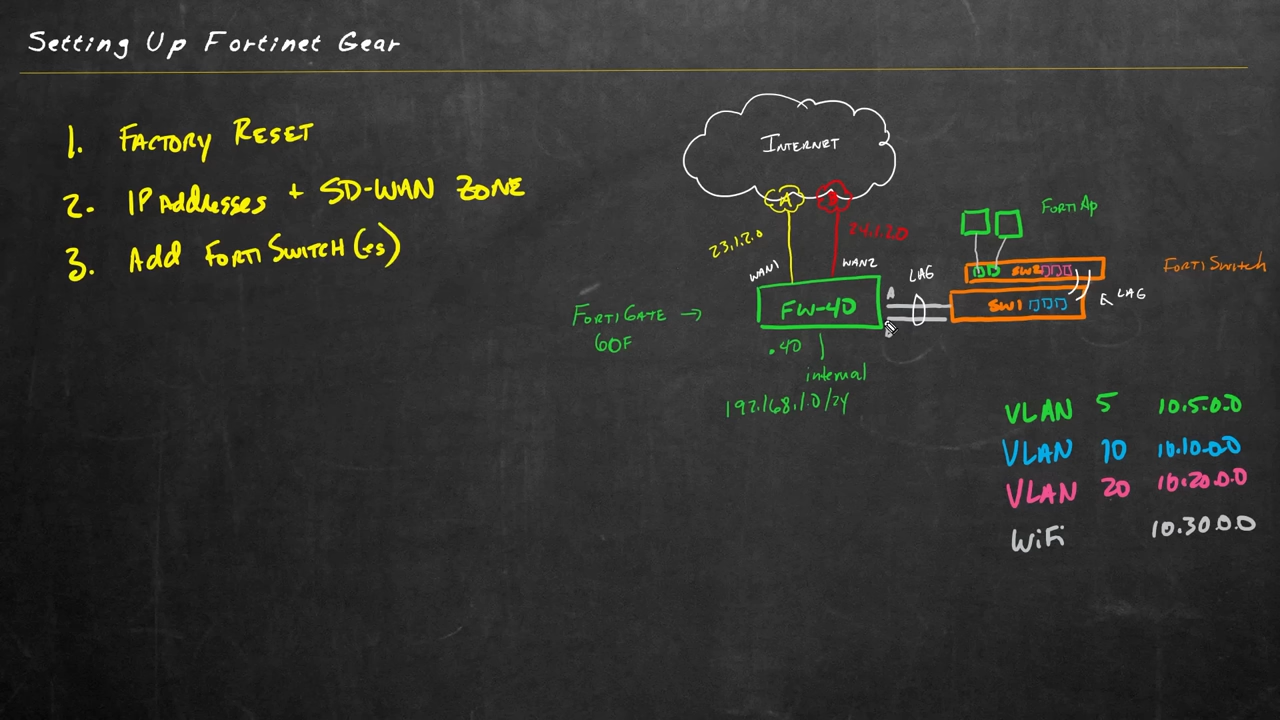 Setting Up Fortinet Gear
1. FACTORY RESET
2. IP Addresses + SD-WAN ZONE
3. Add FORTISWITCH(es)
INTERNET
A
B
23.1.2.0
24.1.2.0
WAN1
WAN2
FORTIGATE →
60F
FW-40
.40
internal
192.168.1.0/24
A
LAG
FortiAp
FORTISwitch
SW2
SW1
LAG
VLAN 5 10.5.0.0
VLAN 10 10.10.0.0
VLAN 20 10.20.0.0
WiFi 10.30.0.0